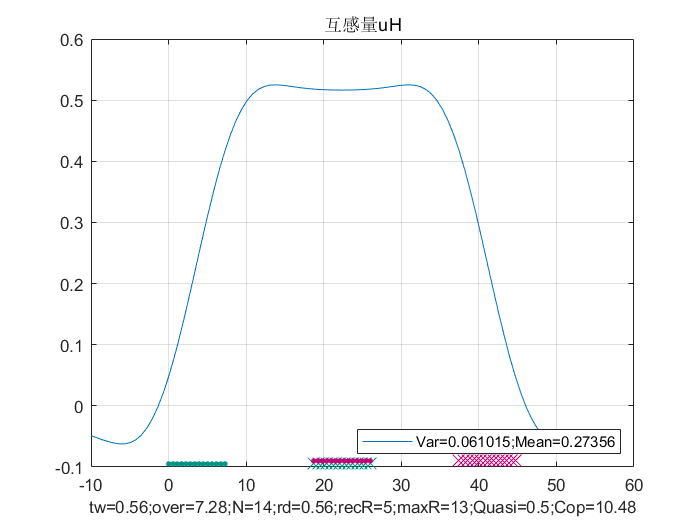 互感量uH
0.6
0.5
0.4
0.3
0.2
0.1
0
-0.1
Var=0.061015;Mean=0.27356
-10 0 10 20 30 40 50 60
tw=0.56;over=7.28;N=14;rd=0.56;recR=5;maxR=13;Quasi=0.5;Cop=10.48